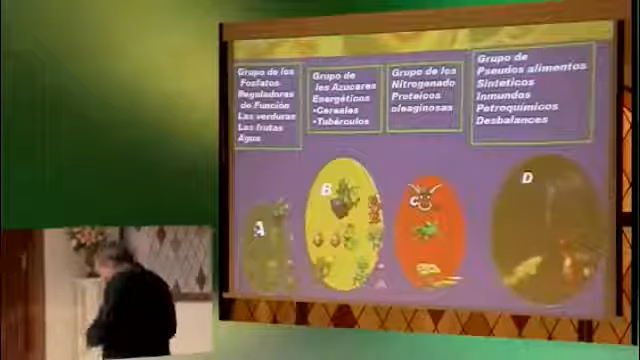 Grupo de los
Fosfatos
Reguladoras
de Función
Las verduras
Las frutas
Agua
Grupo de
los Azucares
Energéticos
-Cereales
-Tubérculos
Grupo de los
Nitrogenado
Proteicos
oleaginosas
Grupo de
Pseudos alimentos
Sintéticos
Inmundos
Petroquímicos
Desbalances
A
B
C
D